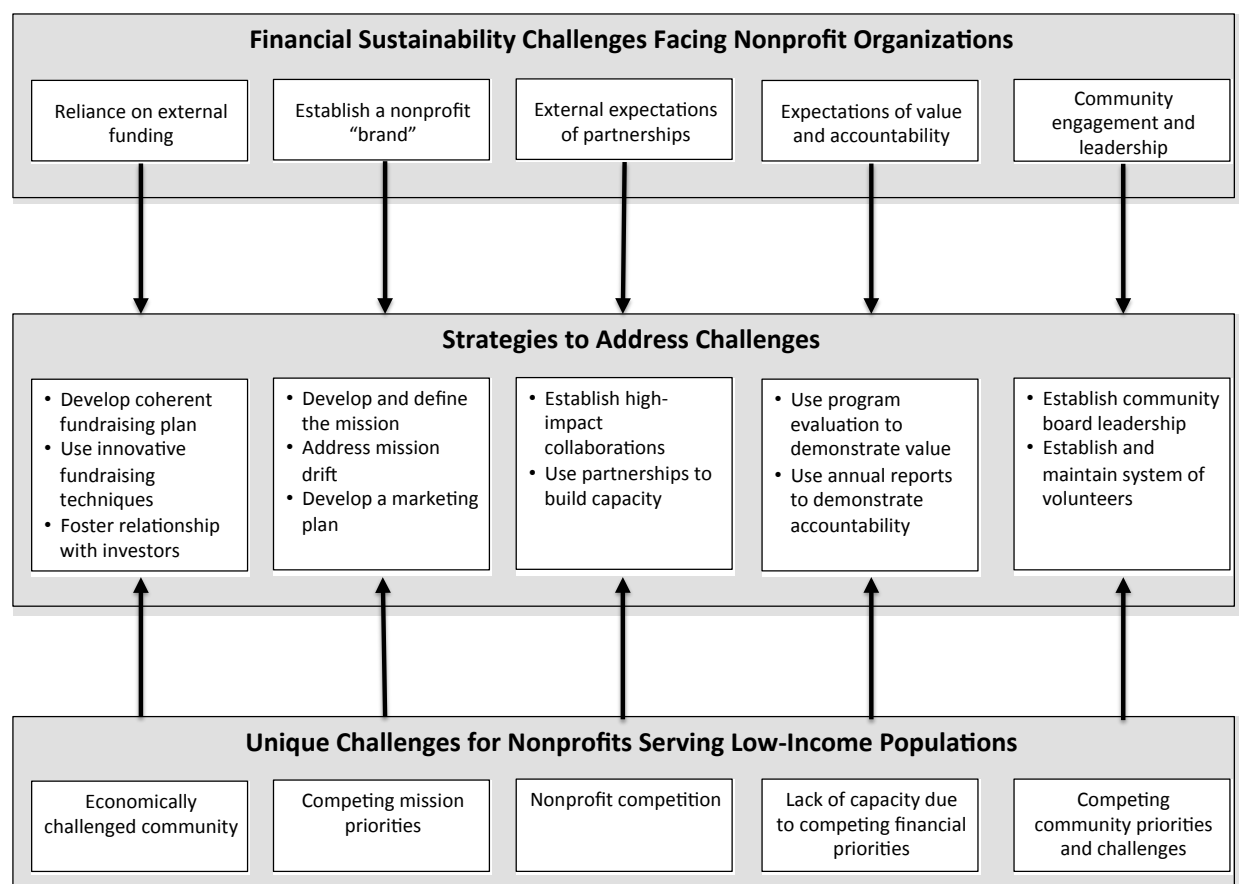 Financial Sustainability Challenges Facing Nonprofit Organizations
Reliance on external
funding
Establish a nonprofit
“brand”
External expectations
of partnerships
Expectations of value
and accountability
Community
engagement and
leadership
Strategies to Address Challenges
• Develop coherent
fundraising plan
• Use innovative
fundraising
techniques
• Foster relationship
with investors
• Develop and define
the mission
• Address mission
drift
• Develop a marketing
plan
• Establish high-
impact
collaborations
• Use partnerships to
build capacity
• Use program
evaluation to
demonstrate value
• Use annual reports
to demonstrate
accountability
• Establish community
board leadership
• Establish and
maintain system of
volunteers
Unique Challenges for Nonprofits Serving Low-Income Populations
Economically
challenged community
Competing mission
priorities
Nonprofit competition
Lack of capacity due
to competing financial
priorities
Competing
community priorities
and challenges